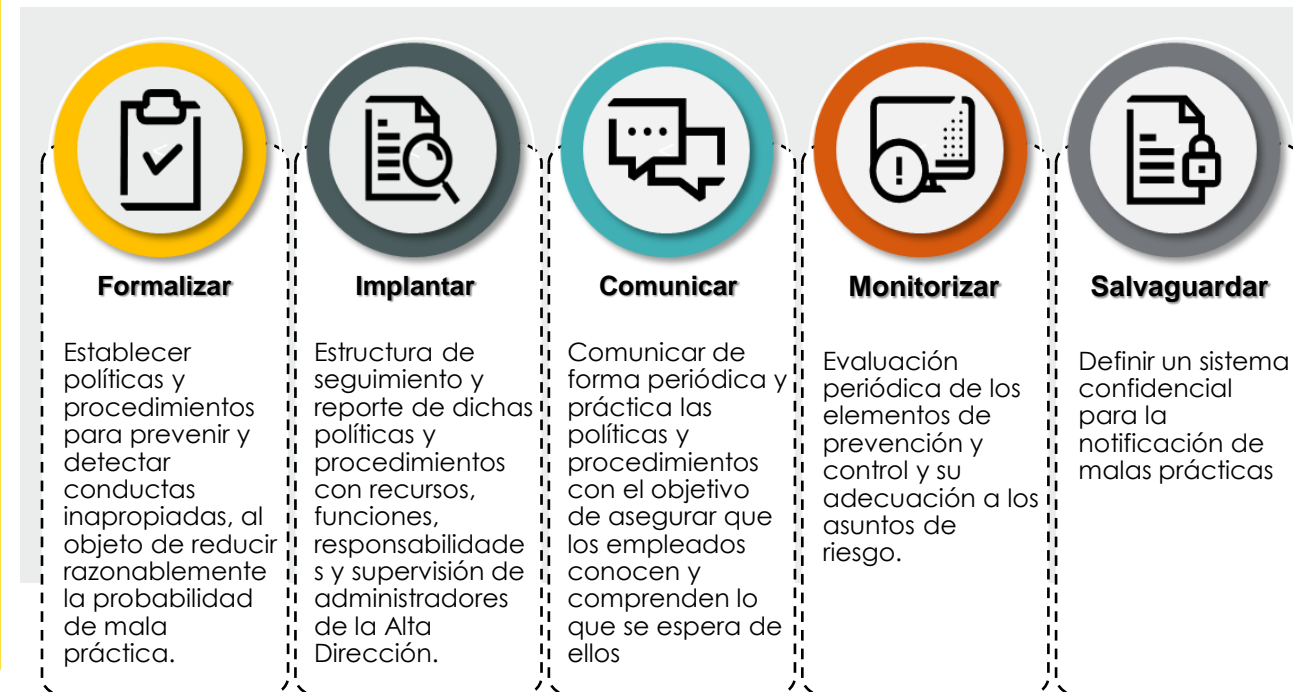 Formalizar
Establecer
políticas y
procedimientos
para prevenir y
detectar
conductas
inapropiadas, al
objeto de reducir
razonablemente
la probabilidad
de mala
práctica.
Implantar
Estructura de
seguimiento y
reporte de dichas
políticas y
procedimientos
con recursos,
funciones,
responsabilidade
s y supervisión de
administradores
de la Alta
Dirección.
Comunicar
Comunicar de
forma periódica y
práctica las
políticas y
procedimientos
con el objetivo
de asegurar que
los empleados
conocen y
comprenden lo
que se espera de
ellos
Monitorizar
Evaluación
periódica de los
elementos de
prevención y
control y su
adecuación a los
asuntos de
riesgo.
Salvaguardar
Definir un sistema
confidencial
para la
notificación de
malas prácticas